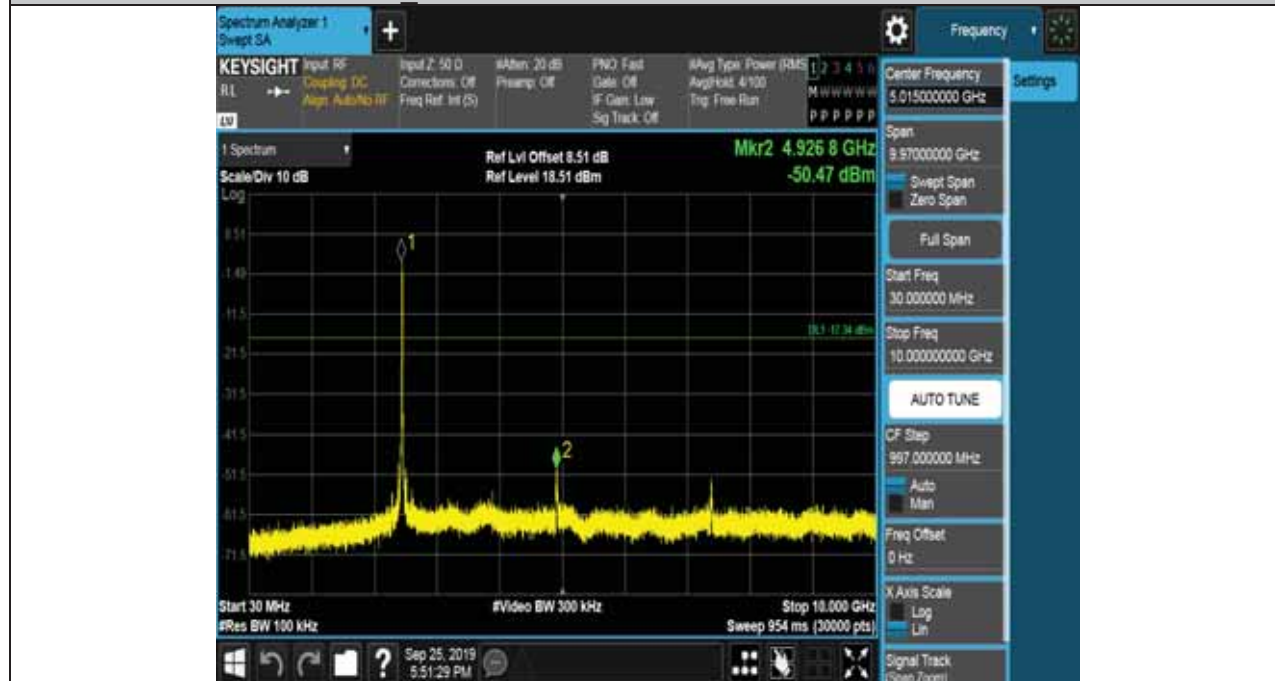 Spectrum Analyzer 1
Swept SA
+
Frequency
KEYSIGHT
RL
Input: RF
Coupling: DC
Align: Auto/No RF
Input Z: 50 Ω
Corrections: Off
Freq Ref: Int (S)
#Atten: 20 dB
Preamp: Off
PNO: Fast
Gate: Off
IF Gain: Low
Sig Track: Off
#Avg Type: Power (RMS
Avg|Hold: 4/100
Trig: Free Run
1 2 3 4 5 6
M W W W W W
P P P P P P
LXI
1 Spectrum
Scale/Div 10 dB
Log
Ref Lvl Offset 8.51 dB
Ref Level 18.51 dBm
Mkr2 4.926 8 GHz
-50.47 dBm
8.51
-1.49
-11.5
-21.5
-31.5
-41.5
-51.5
-61.5
-71.5
1
2
DL1 -17.34 dBm
Start 30 MHz
#Res BW 100 kHz
#Video BW 300 kHz
Stop 10.000 GHz
Sweep 954 ms (30000 pts)
Sep 25, 2019
5:51:29 PM
?
Settings
Center Frequency
5.015000000 GHz
Span
9.97000000 GHz
Swept Span
Zero Span
Full Span
Start Freq
30.000000 MHz
Stop Freq
10.000000000 GHz
AUTO TUNE
CF Step
997.000000 MHz
Auto
Man
Freq Offset
0 Hz
X Axis Scale
Log
Lin
Signal Track
(Span Zoom)